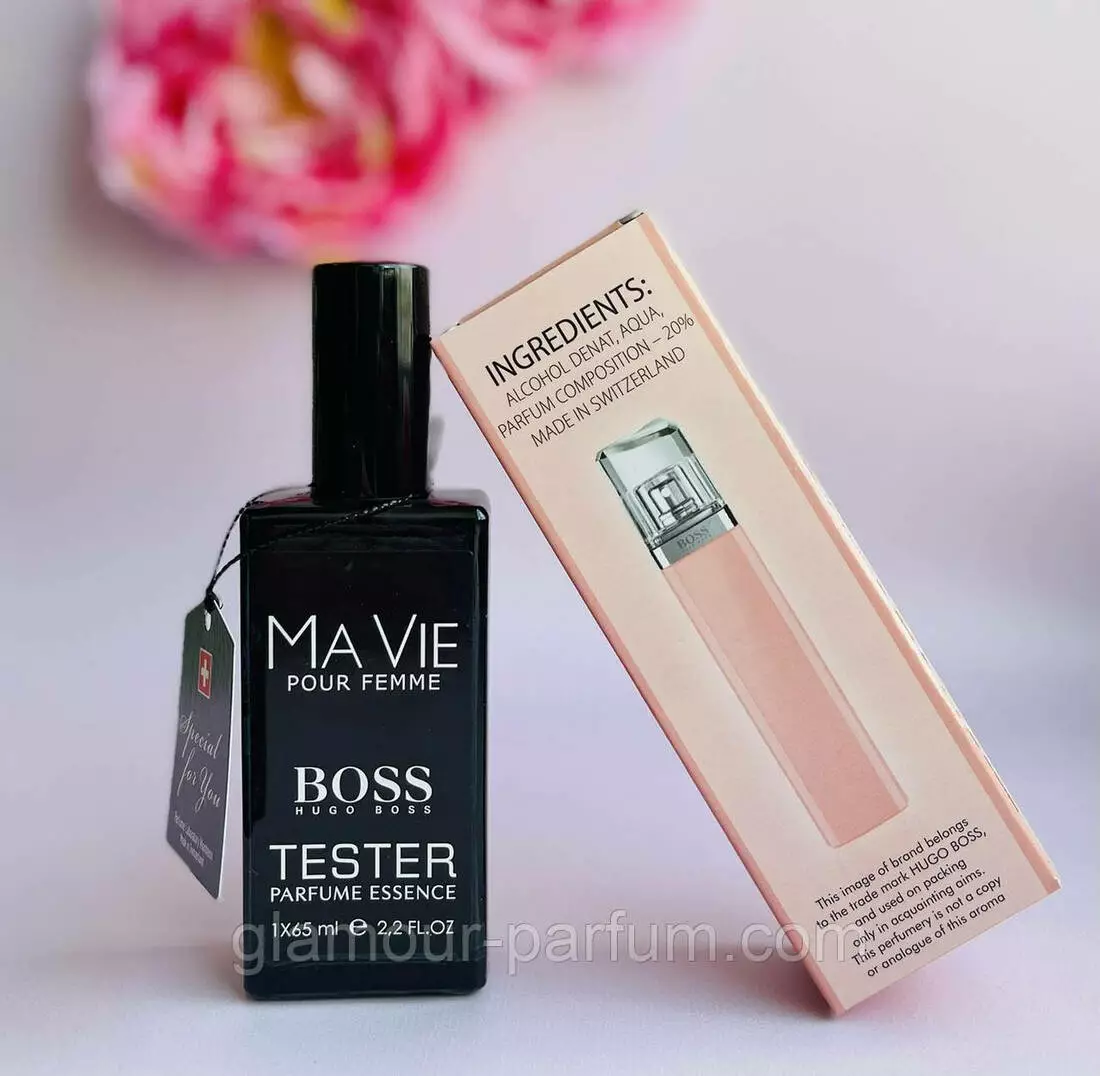 MA VIE
POUR FEMME
BOSS
HUGO BOSS
TESTER
PARFUME ESSENCE
1X65 ml ℮ 2,2 FL.OZ
Special
for You
Made in Switzerland
INGREDIENTS:
ALCOHOL DENAT, AQUA,
PARFUM COMPOSITION – 20%
MADE IN SWITZERLAND
BOSS
This image of brand belongs
to the trade mark HUGO BOSS,
and used on packing
only in acquainting aims.
This perfumery is not a copy
or analogue of this aroma
glamour-parfum.com